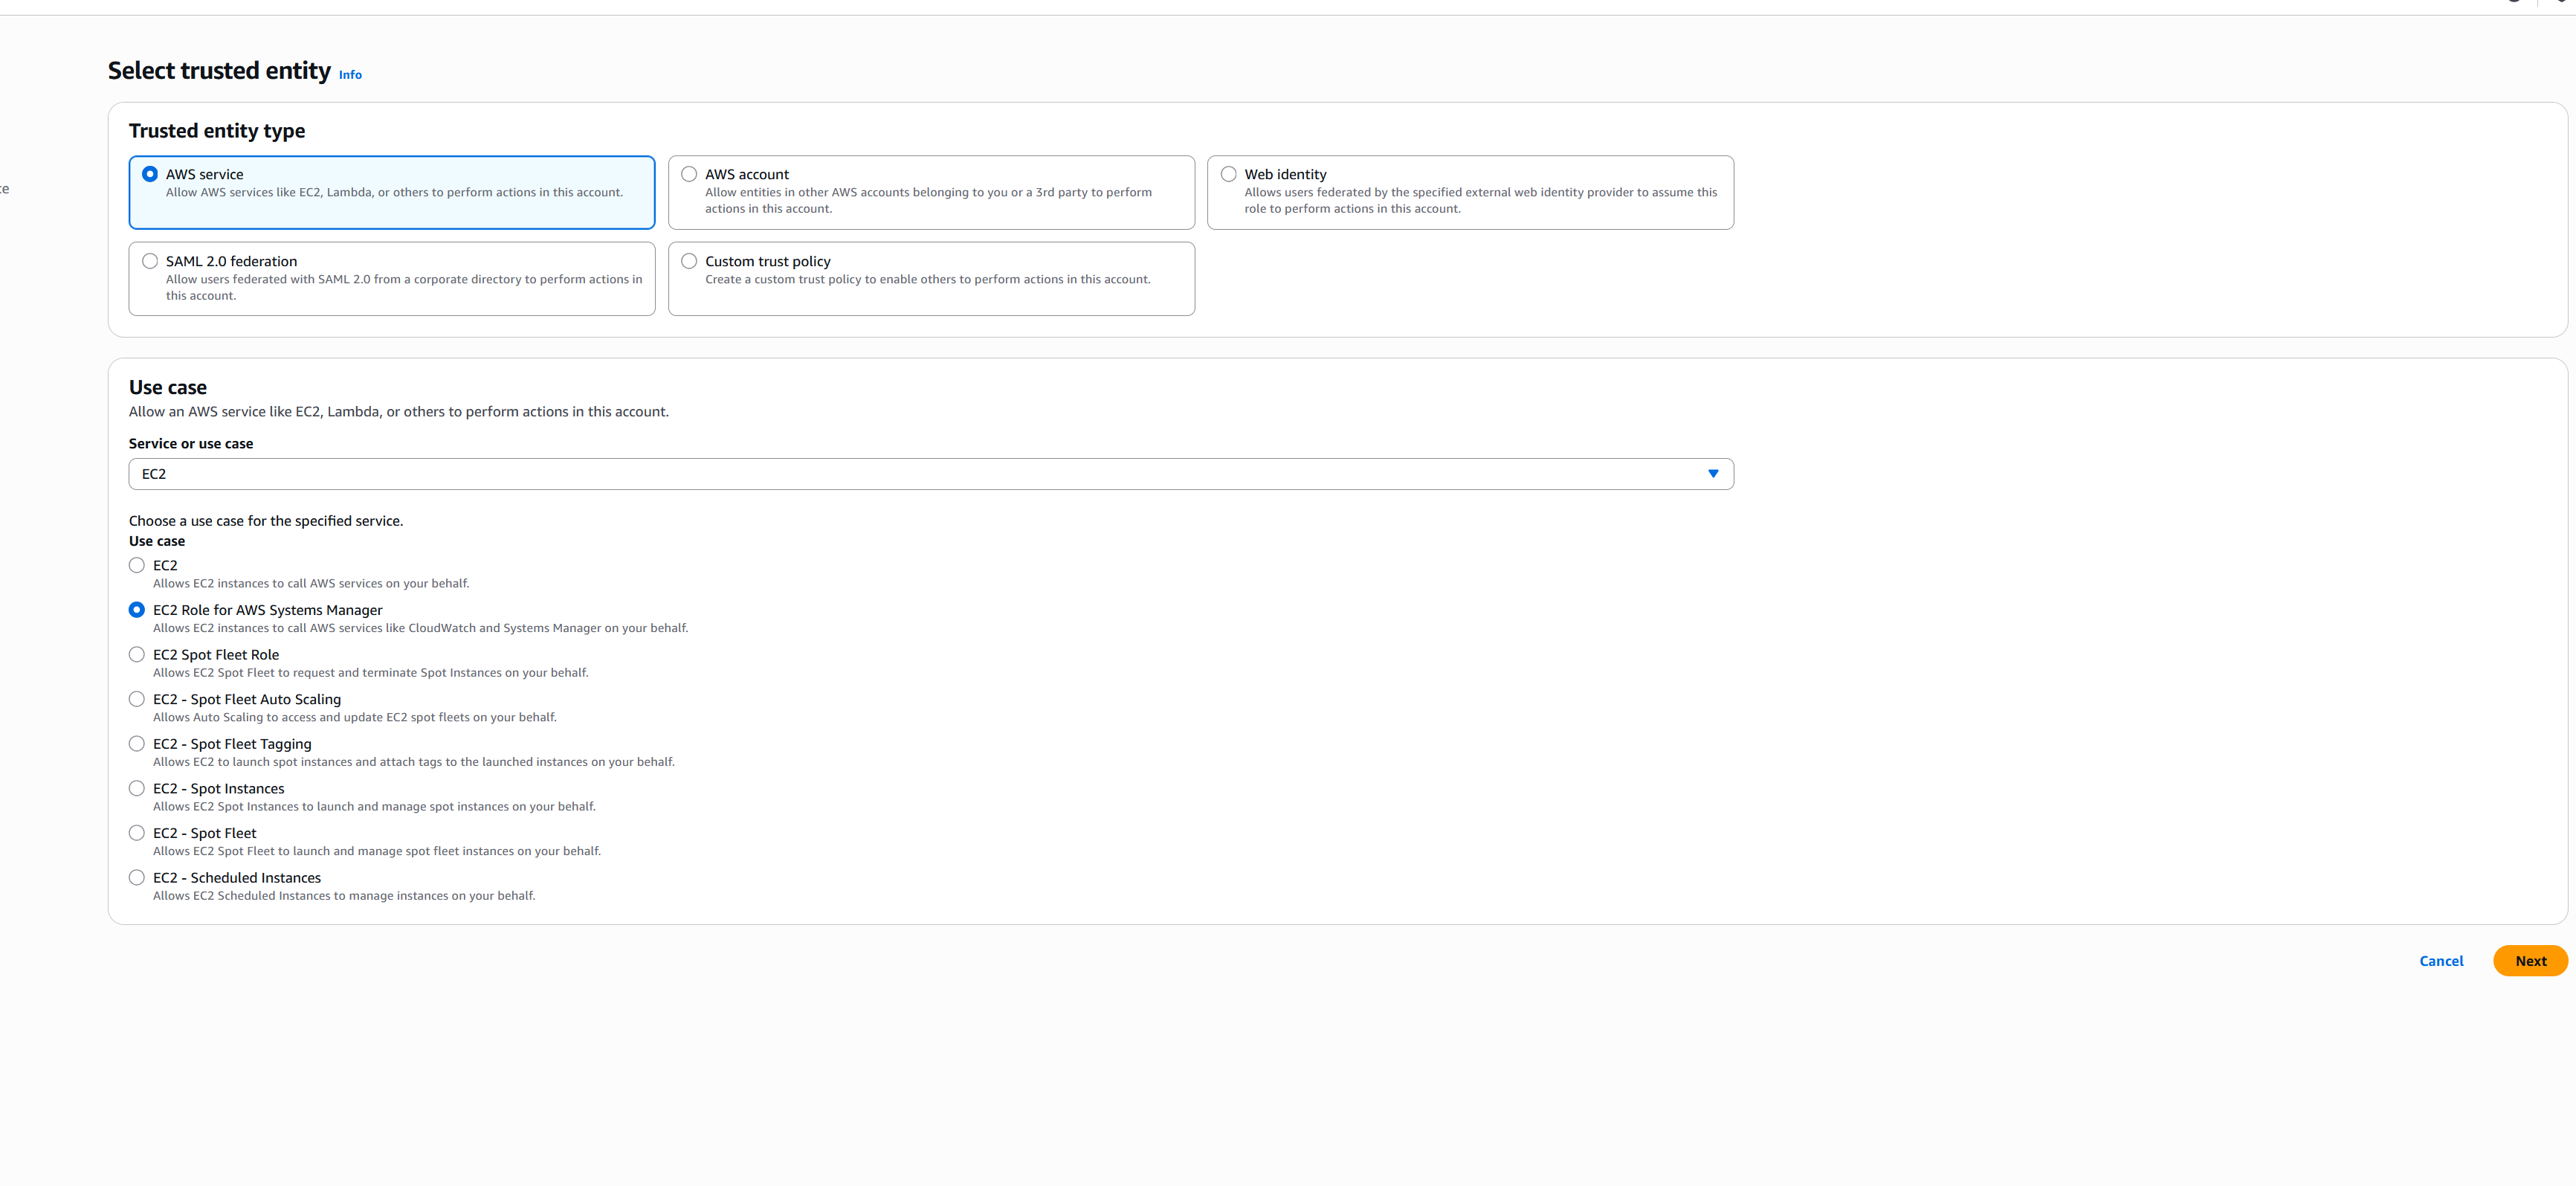 Select trusted entity Info
Trusted entity type
AWS service
Allow AWS services like EC2, Lambda, or others to perform actions in this account.
AWS account
Allow entities in other AWS accounts belonging to you or a 3rd party to perform
actions in this account.
Web identity
Allows users federated by the specified external web identity provider to assume this
role to perform actions in this account.
SAML 2.0 federation
Allow users federated with SAML 2.0 from a corporate directory to perform actions in
this account.
Custom trust policy
Create a custom trust policy to enable others to perform actions in this account.
Use case
Allow an AWS service like EC2, Lambda, or others to perform actions in this account.
Service or use case
EC2
Choose a use case for the specified service.
Use case
EC2
Allows EC2 instances to call AWS services on your behalf.
EC2 Role for AWS Systems Manager
Allows EC2 instances to call AWS services like CloudWatch and Systems Manager on your behalf.
EC2 Spot Fleet Role
Allows EC2 Spot Fleet to request and terminate Spot Instances on your behalf.
EC2 - Spot Fleet Auto Scaling
Allows Auto Scaling to access and update EC2 spot fleets on your behalf.
EC2 - Spot Fleet Tagging
Allows EC2 to launch spot instances and attach tags to the launched instances on your behalf.
EC2 - Spot Instances
Allows EC2 Spot Instances to launch and manage spot instances on your behalf.
EC2 - Spot Fleet
Allows EC2 Spot Fleet to launch and manage spot fleet instances on your behalf.
EC2 - Scheduled Instances
Allows EC2 Scheduled Instances to manage instances on your behalf.
Cancel
Next